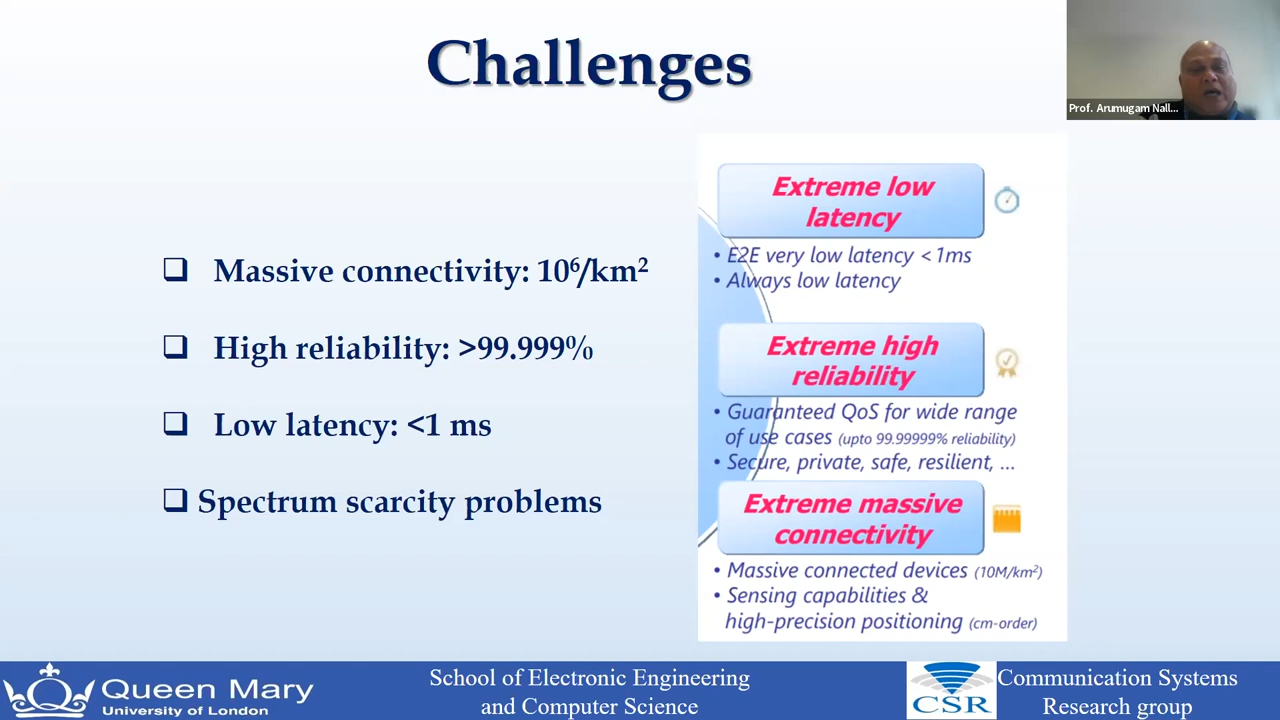 Challenges
Prof. Arumugam Nall...
❑ Massive connectivity: 10⁶/km²
❑ High reliability: >99.999%
❑ Low latency: <1 ms
❑ Spectrum scarcity problems
Extreme low
latency
• E2E very low latency <1ms
• Always low latency
Extreme high
reliability
• Guaranteed QoS for wide range
of use cases (upto 99.99999% reliability)
• Secure, private, safe, resilient, ...
Extreme massive
connectivity
• Massive connected devices (10M/km²)
• Sensing capabilities &
high-precision positioning (cm-order)
Queen Mary
University of London
School of Electronic Engineering
and Computer Science
CSR
Communication Systems
Research group